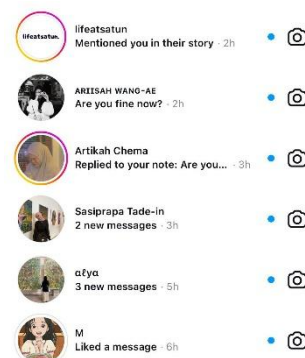 lifeatsatun.
lifeatsatun
Mentioned you in their story · 2h
ARIISAH WANG-AE
Are you fine now? · 2h
Artikah Chema
Replied to your note: Are you... · 3h
Sasiprapa Tade-in
2 new messages · 3h
αℓya
3 new messages · 5h
M
Liked a message · 6h